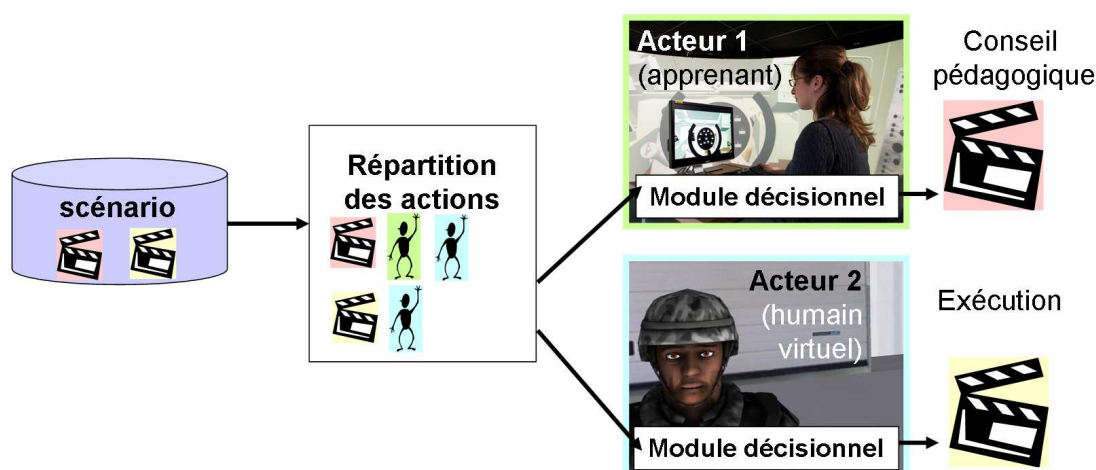 scénario
Répartition
des actions
Acteur 1
(apprenant)
Module décisionnel
Conseil
pédagogique
Acteur 2
(humain
virtuel)
Module décisionnel
Exécution